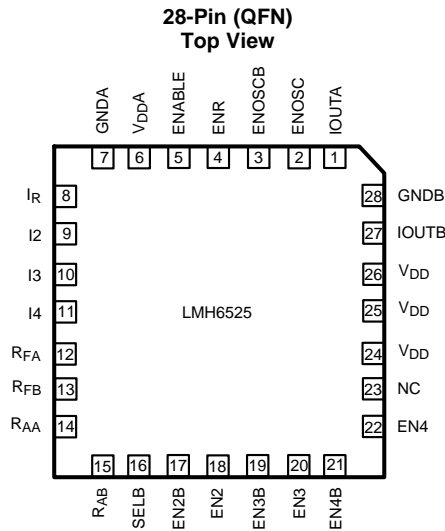 28-Pin (QFN)
Top View
GNDA
VDDA
ENABLE
ENR
ENOSCB
ENOSC
IOUTA
7 6 5 4 3 2 1
IR 8
I2 9
I3 10
I4 11
RFA 12
RFB 13
RAA 14
LMH6525
28 GNDB
27 IOUTB
26 VDD
25 VDD
24 VDD
23 NC
22 EN4
15 16 17 18 19 20 21
RAB
SELB
EN2B
EN2
EN3B
EN3
EN4B